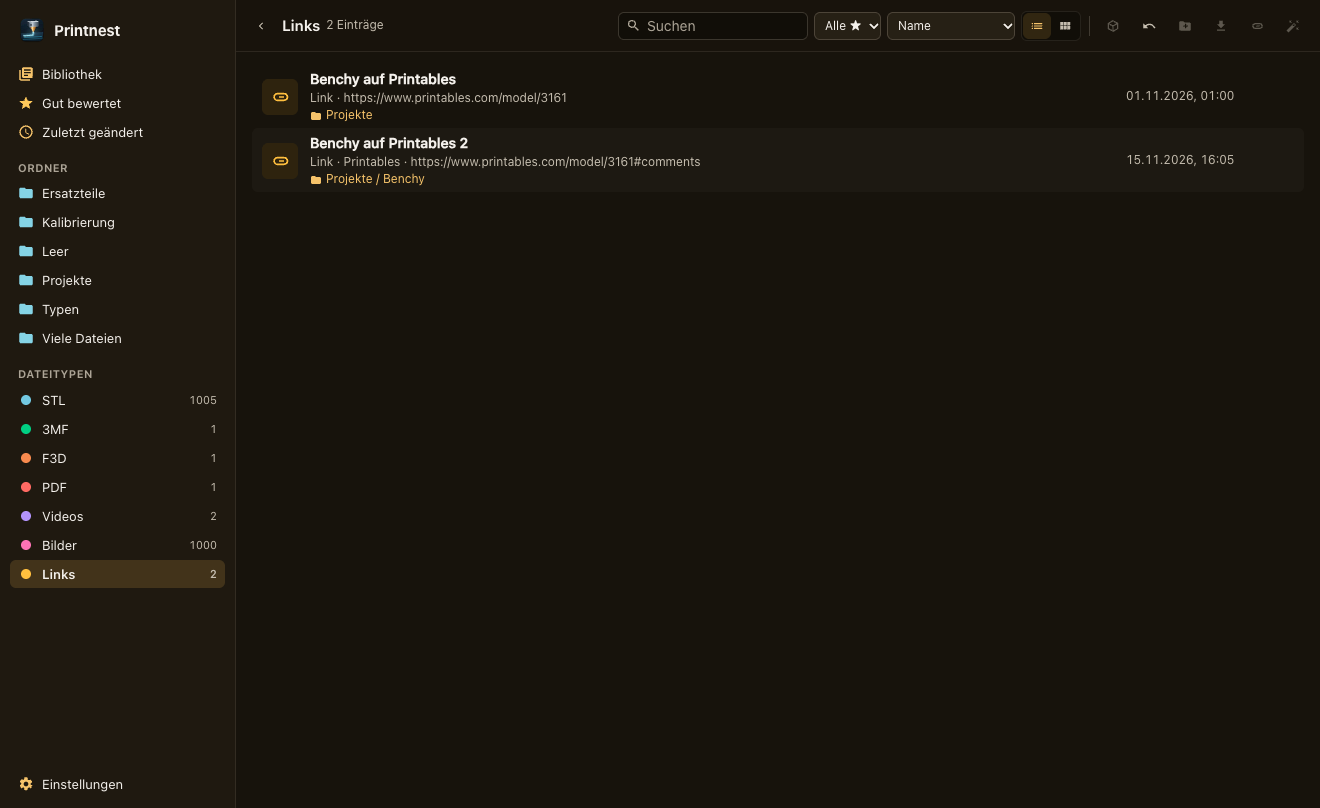 Printnest
Bibliothek
Gut bewertet
Zuletzt geändert
ORDNER
Ersatzteile
Kalibrierung
Leer
Projekte
Typen
Viele Dateien
DATEITYPEN
STL 1005
3MF 1
F3D 1
PDF 1
Videos 2
Bilder 1000
Links 2
Einstellungen
Links 2 Einträge
Suchen
Alle ★
Name
Benchy auf Printables
Link · https://www.printables.com/model/3161
Projekte
01.11.2026, 01:00
Benchy auf Printables 2
Link · Printables · https://www.printables.com/model/3161#comments
Projekte / Benchy
15.11.2026, 16:05